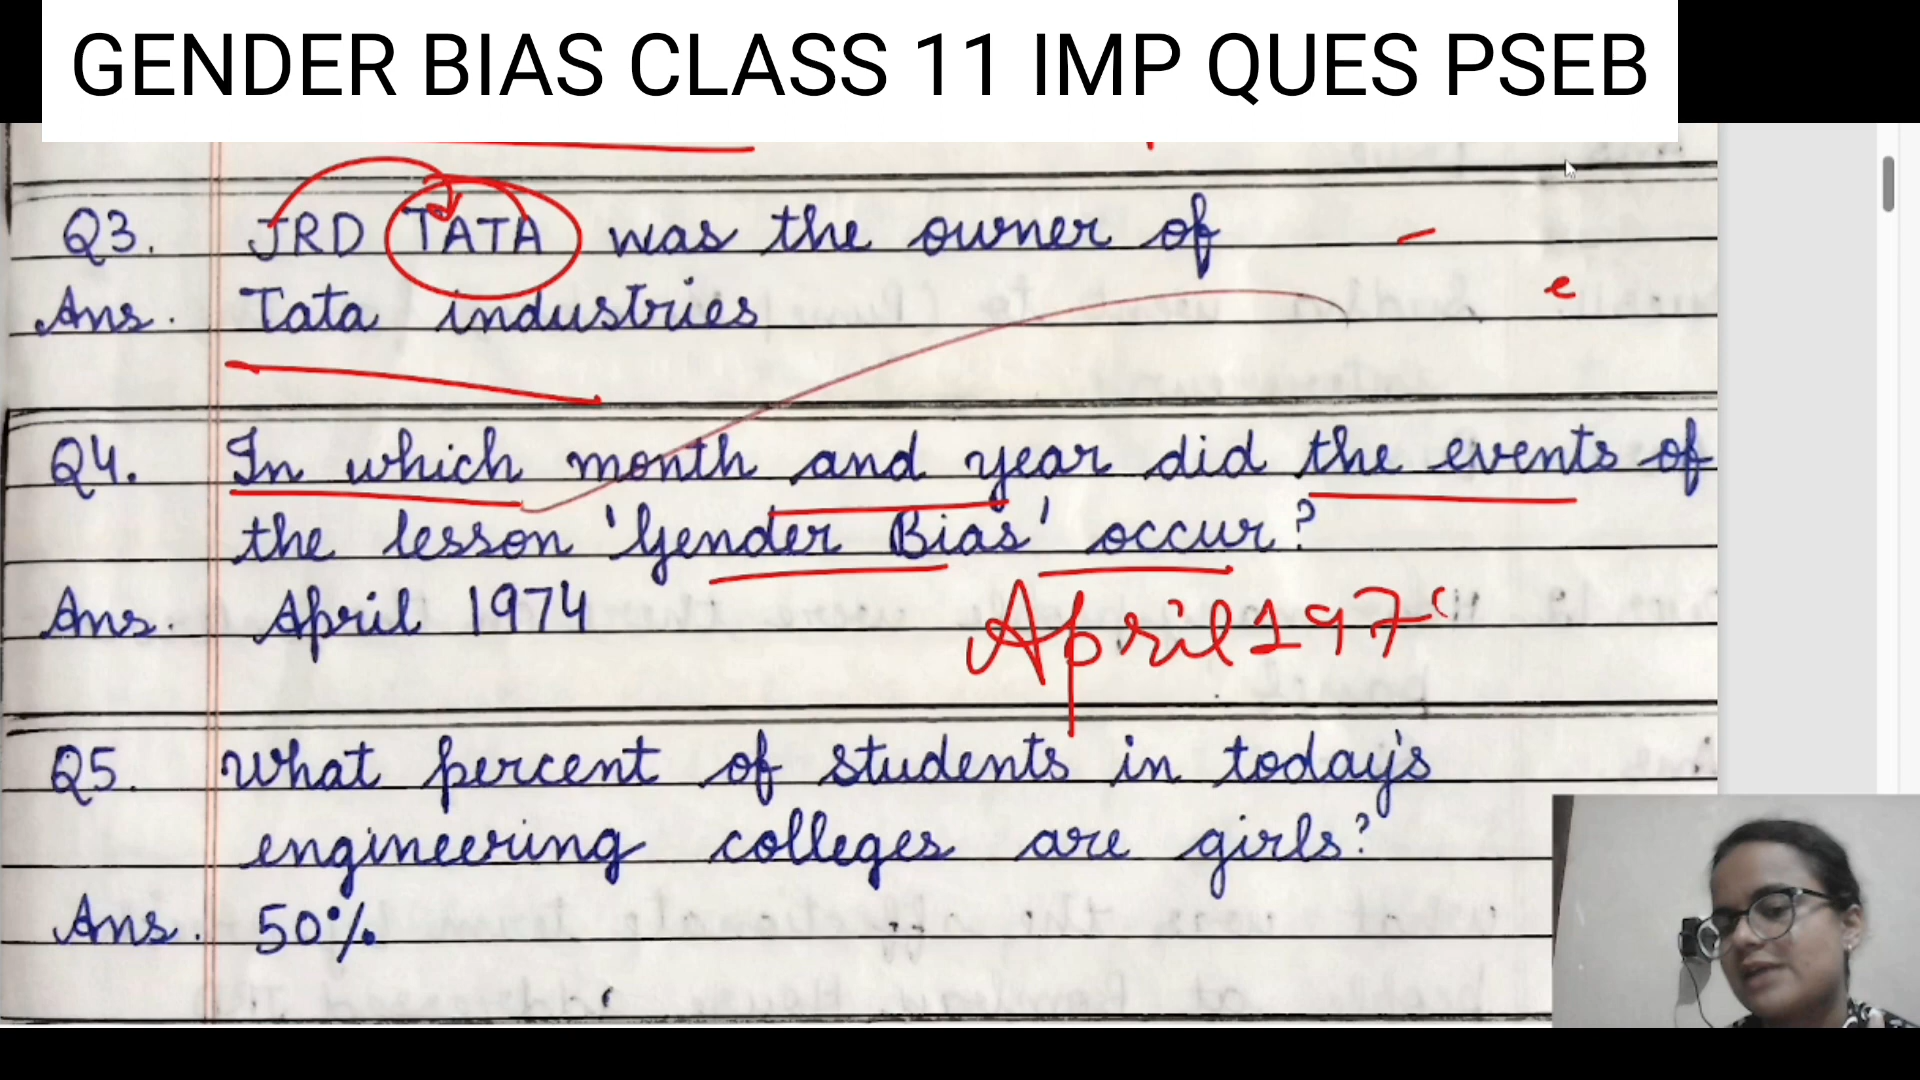 GENDER BIAS CLASS 11 IMP QUES PSEB
Q3. JRD TATA was the owner of
Ans. Tata industries
Q4. In which month and year did the events of
the lesson 'Gender Bias' occur?
Ans. April 1974
April 197
Q5. What percent of students in today's
engineering colleges are girls?
Ans. 50%